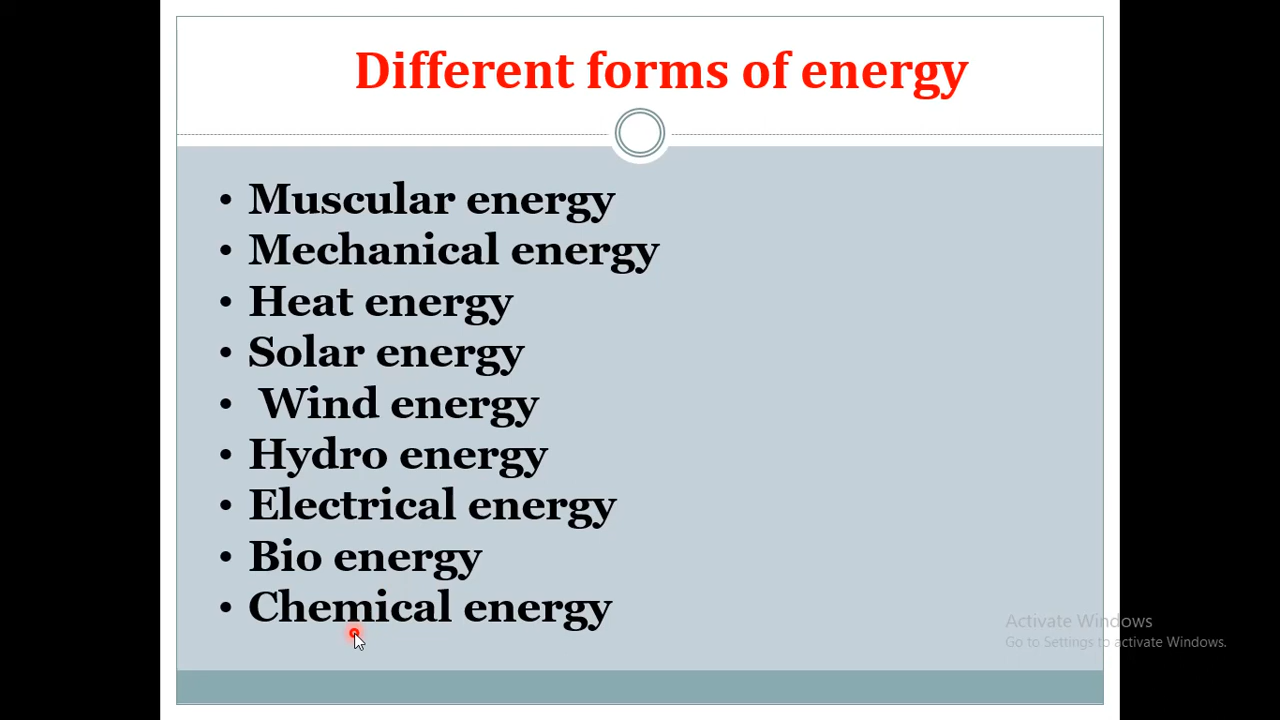 Different forms of energy
• Muscular energy
• Mechanical energy
• Heat energy
• Solar energy
• Wind energy
• Hydro energy
• Electrical energy
• Bio energy
• Chemical energy
Activate Windows
Go to Settings to activate Windows.